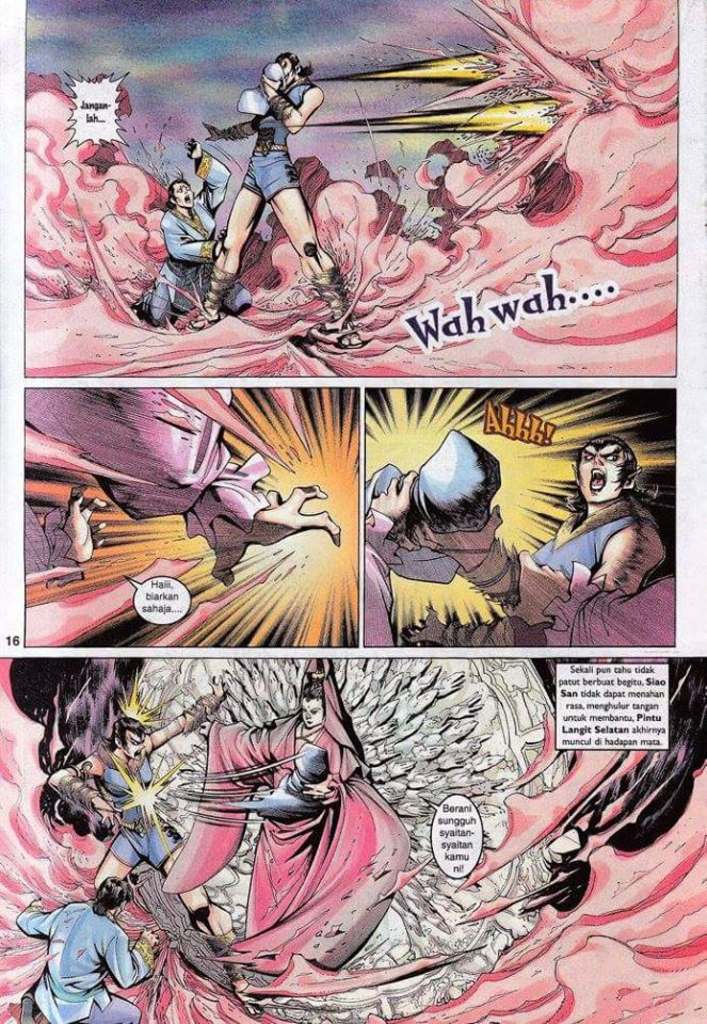 Jangan-
lah...
Wah wah....
Haiii,
biarkan
sahaja....
Ahhh!
16
Sekali pun tahu tidak
patut berbuat begitu, Siao
San tidak dapat menahan
rasa, menghulur tangan
untuk membantu, Pintu
Langit Selatan akhirnya
muncul di hadapan mata.
Berani
sungguh
syaitan-
syaitan
kamu
ni!